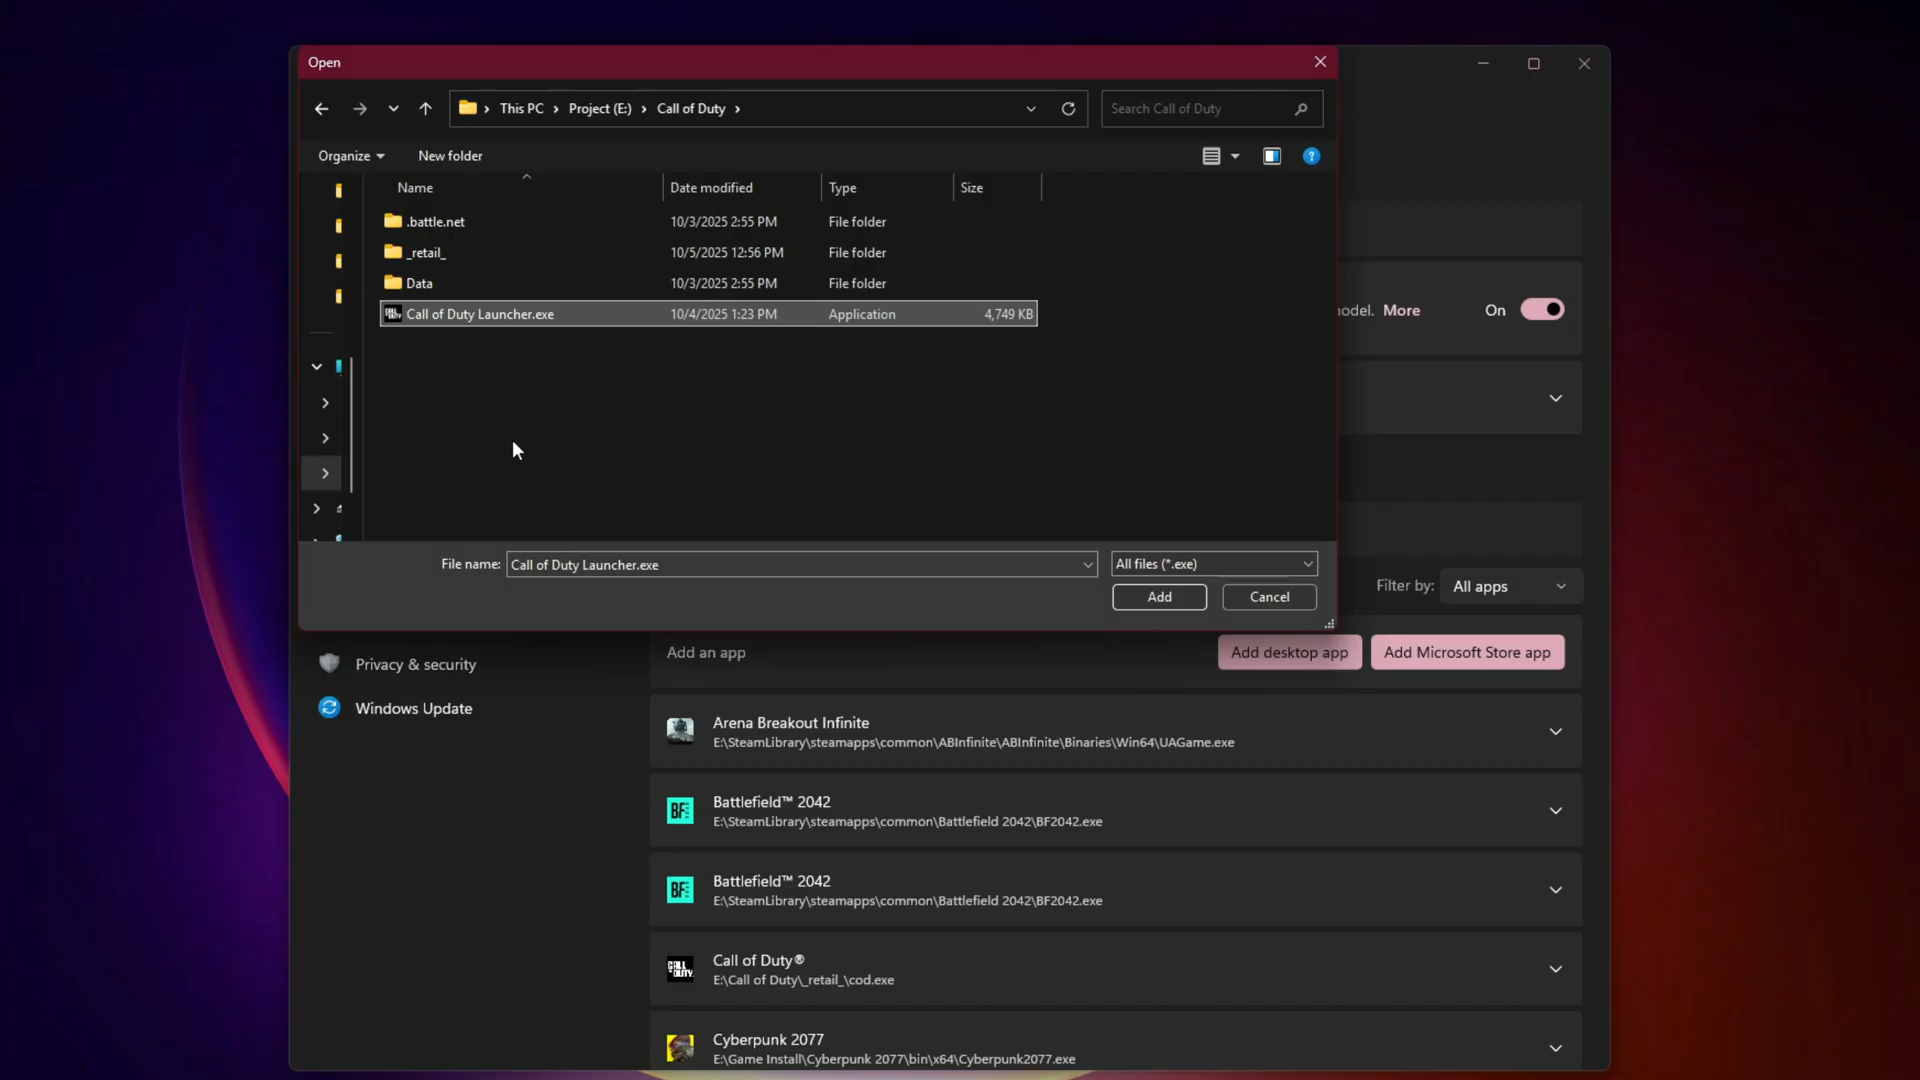 Open
This PC > Project (E:) > Call of Duty >
Search Call of Duty
Organize
New folder
Name
Date modified
Type
Size
.battle.net 10/3/2025 2:55 PM File folder
_retail_ 10/5/2025 12:56 PM File folder
Data 10/3/2025 2:55 PM File folder
Call of Duty Launcher.exe 10/4/2025 1:23 PM Application 4,749 KB
More
On
File name: Call of Duty Launcher.exe
All files (*.exe)
Add
Cancel
Filter by: All apps
Privacy & security
Windows Update
Add an app
Add desktop app
Add Microsoft Store app
Arena Breakout Infinite
E:\SteamLibrary\steamapps\common\ABInfinite\ABInfinite\Binaries\Win64\UAGame.exe
Battlefield™ 2042
E:\SteamLibrary\steamapps\common\Battlefield 2042\BF2042.exe
Battlefield™ 2042
E:\SteamLibrary\steamapps\common\Battlefield 2042\BF2042.exe
Call of Duty®
E:\Call of Duty\_retail_\cod.exe
Cyberpunk 2077
E:\Game Install\Cyberpunk 2077\bin\x64\Cyberpunk2077.exe